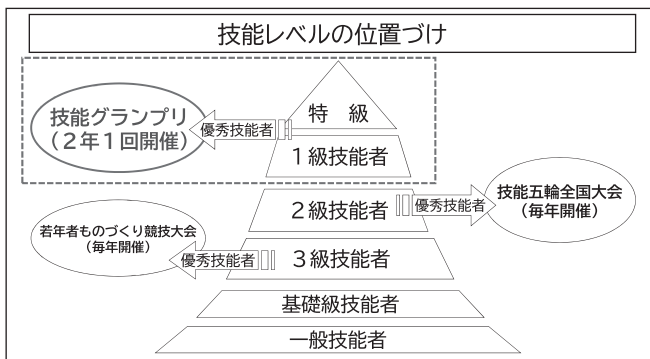 技能レベルの位置づけ
特　級
技能グランプリ
（２年１回開催）
優秀技能者
１級技能者
２級技能者
優秀技能者
技能五輪全国大会
（毎年開催）
若年者ものづくり競技大会
（毎年開催）
優秀技能者
３級技能者
基礎級技能者
一般技能者